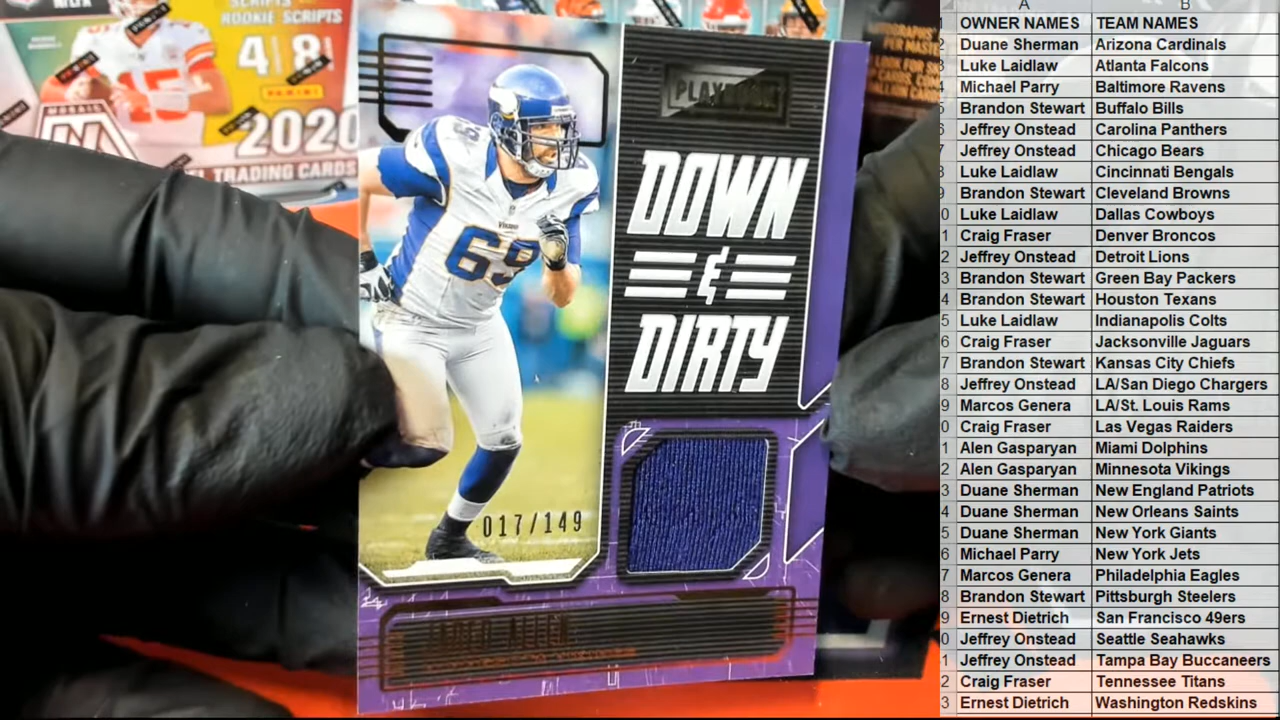 SCRIPTS
ROOKIE SCRIPTS
4 8
PANINI
15
MOSAIC
2020
TRADING CARDS
PER MASTE
PLAYBOOK
DOWN
&
DIRTY
69
69
017/149
JARED ALLEN
A B
OWNER NAMES TEAM NAMES
Duane Sherman Arizona Cardinals
Luke Laidlaw Atlanta Falcons
Michael Parry Baltimore Ravens
Brandon Stewart Buffalo Bills
Jeffrey Onstead Carolina Panthers
Jeffrey Onstead Chicago Bears
Luke Laidlaw Cincinnati Bengals
Brandon Stewart Cleveland Browns
Luke Laidlaw Dallas Cowboys
Craig Fraser Denver Broncos
Jeffrey Onstead Detroit Lions
Brandon Stewart Green Bay Packers
Brandon Stewart Houston Texans
Luke Laidlaw Indianapolis Colts
Craig Fraser Jacksonville Jaguars
Brandon Stewart Kansas City Chiefs
Jeffrey Onstead LA/San Diego Chargers
Marcos Genera LA/St. Louis Rams
Craig Fraser Las Vegas Raiders
Alen Gasparyan Miami Dolphins
Alen Gasparyan Minnesota Vikings
Duane Sherman New England Patriots
Duane Sherman New Orleans Saints
Duane Sherman New York Giants
Michael Parry New York Jets
Marcos Genera Philadelphia Eagles
Brandon Stewart Pittsburgh Steelers
Ernest Dietrich San Francisco 49ers
Jeffrey Onstead Seattle Seahawks
Jeffrey Onstead Tampa Bay Buccaneers
Craig Fraser Tennessee Titans
Ernest Dietrich Washington Redskins